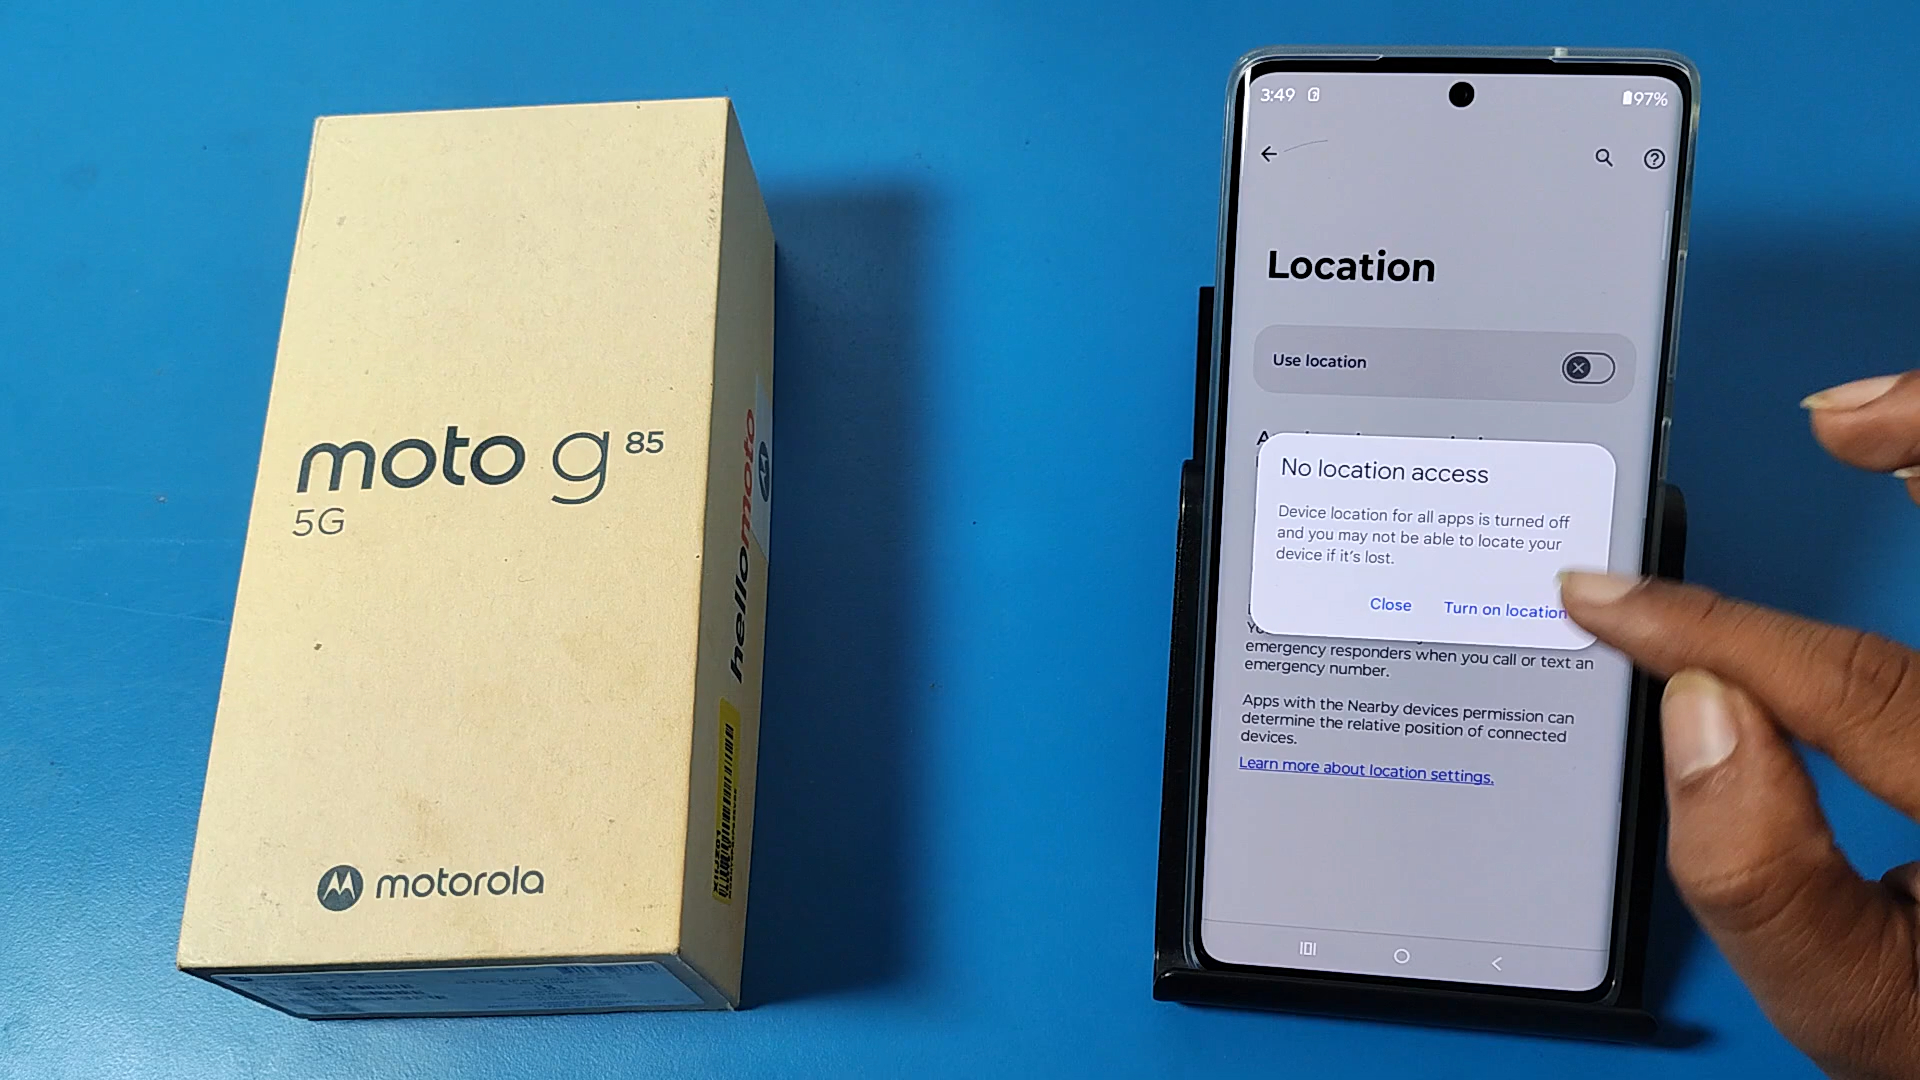 moto g 85
5G
motorola
hellomoto
3:49
97%
Location
Use location
No location access
Device location for all apps is turned off
and you may not be able to locate your
device if it's lost.
Close
Turn on location
emergency responders when you call or text an
emergency number.
Apps with the Nearby devices permission can
determine the relative position of connected
devices.
Learn more about location settings.